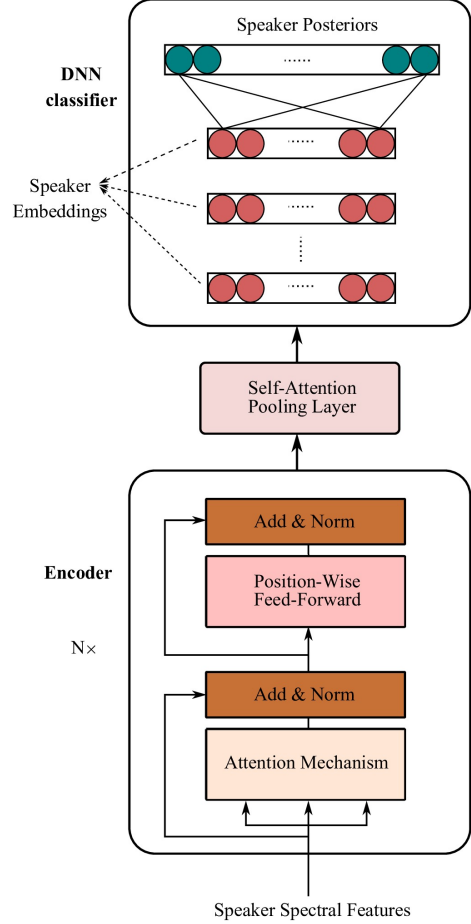 Speaker Posteriors
DNN
classifier
Speaker
Embeddings
Self-Attention
Pooling Layer
Add & Norm
Encoder
Position-Wise
Feed-Forward
N×
Add & Norm
Attention Mechanism
Speaker Spectral Features